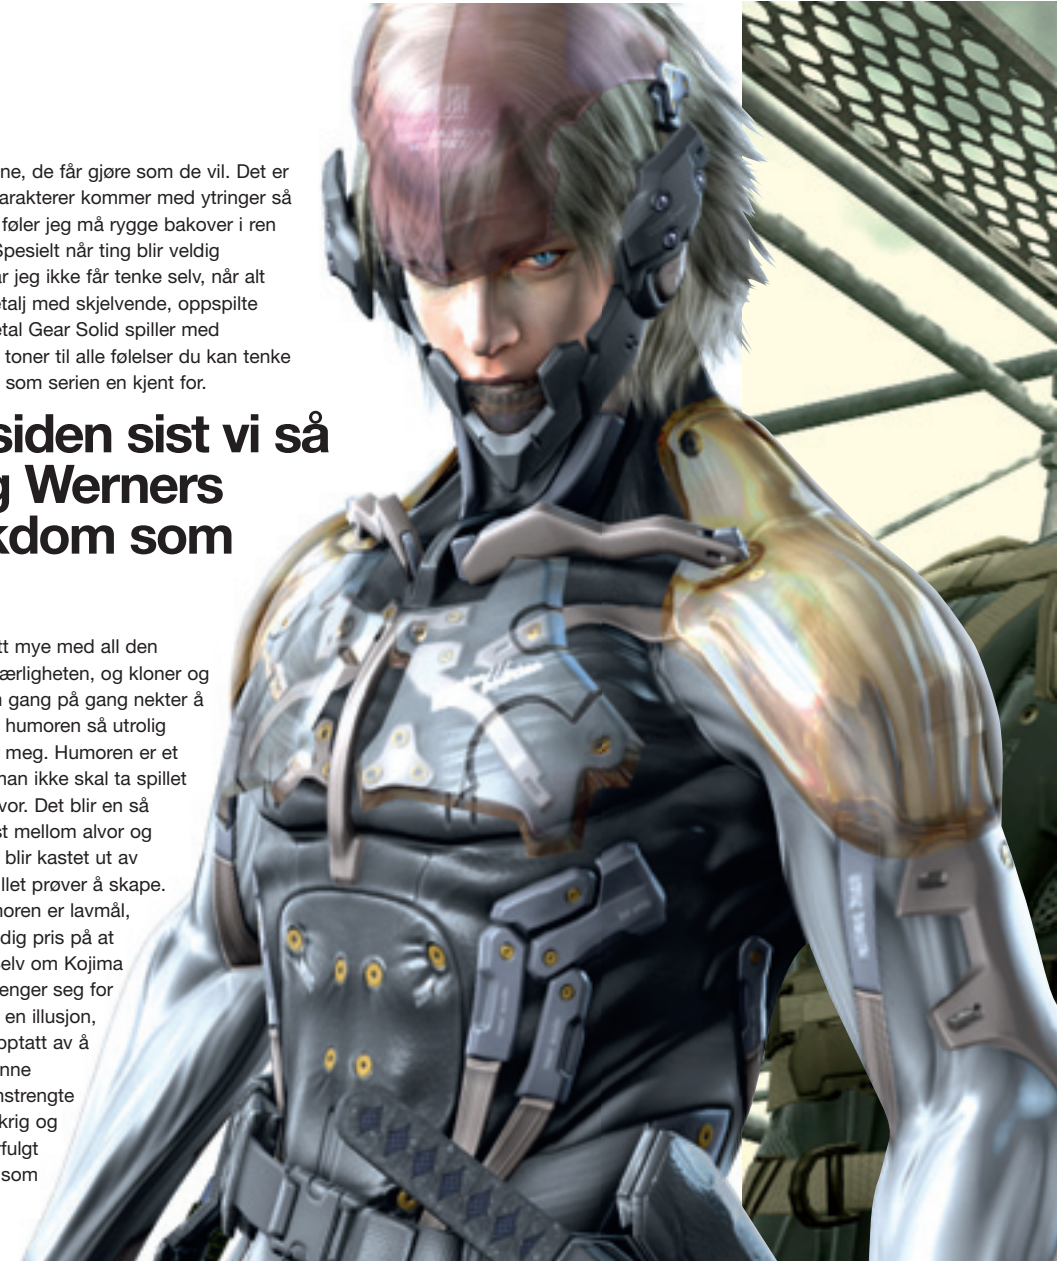 ne, de får gjøre som de vil. Det er
arakterer kommer med ytringer så
føler jeg må rygge bakover i ren
Spesielt når ting blir veldig
ar jeg ikke får tenke selv, når alt
etalj med skjelvende, oppspilte
etal Gear Solid spiller med
toner til alle følelser du kan tenke
som serien en kjent for.
siden sist vi så
g Werners
kdom som
tt mye med all den
ærligheten, og kloner og
n gang på gang nekter å
humoren så utrolig
meg. Humoren er et
man ikke skal ta spillet
vor. Det blir en så
st mellom alvor og
blir kastet ut av
illet prøver å skape.
noren er lavmål,
dig pris på at
elv om Kojima
enger seg for
en illusjon,
optatt av å
nne
nstrengte
krig og
rfulgt
som